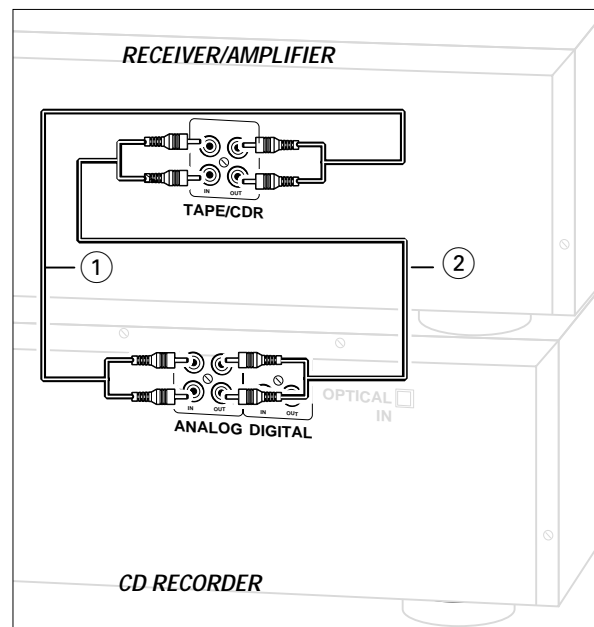 RECEIVER/AMPLIFIER
IN OUT
TAPE/CDR
1
2
IN OUT IN OUT
OPTICAL
IN
ANALOG DIGITAL
CD RECORDER